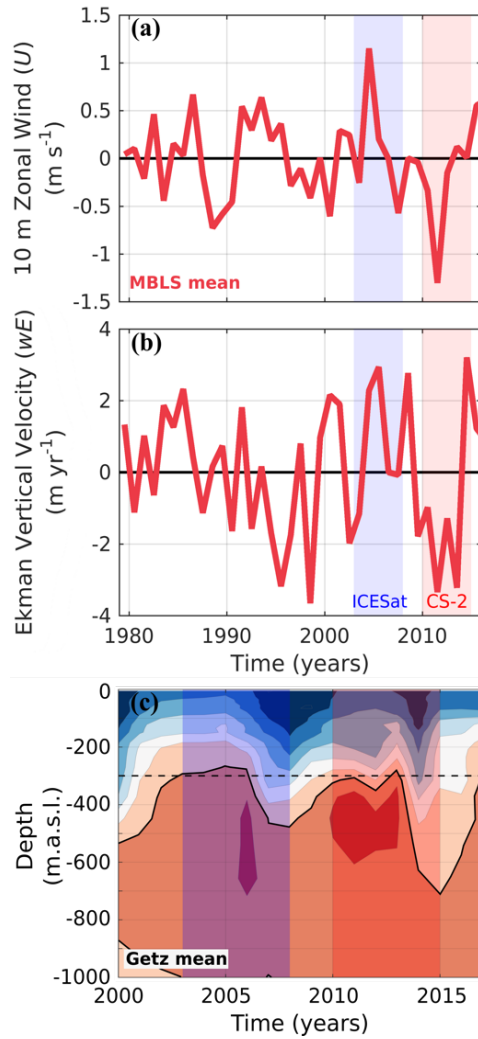 (a)
10 m Zonal Wind (U)
(m s-1)
1.5
1
0.5
0
-0.5
-1
-1.5
MBLS mean
(b)
Ekman Vertical Velocity (wE)
(m yr-1)
4
2
0
-2
-4
ICESat
CS-2
1980
1990
2000
2010
Time (years)
(c)
Depth
(m.a.s.l.)
0
-200
-400
-600
-800
-1000
Getz mean
2000
2005
2010
2015
Time (years)